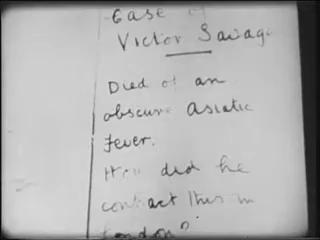 Case of
Victor Savage
Died of an
obscure Asiatic
Fever.
How did he
contract this in
London?